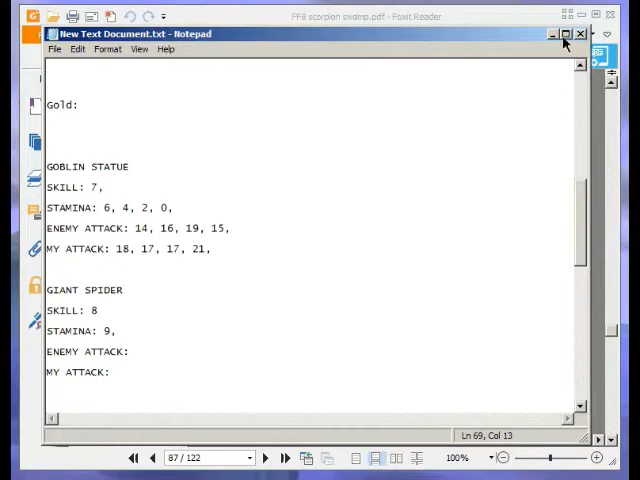 FF8 scorpion swamp.pdf - Foxit Reader
New Text Document.txt - Notepad
File Edit Format View Help
Gold:
GOBLIN STATUE
SKILL: 7,
STAMINA: 6, 4, 2, 0,
ENEMY ATTACK: 14, 16, 19, 15,
MY ATTACK: 18, 17, 17, 21,
GIANT SPIDER
SKILL: 8
STAMINA: 9,
ENEMY ATTACK:
MY ATTACK:
Ln 69, Col 13
87 / 122
100%